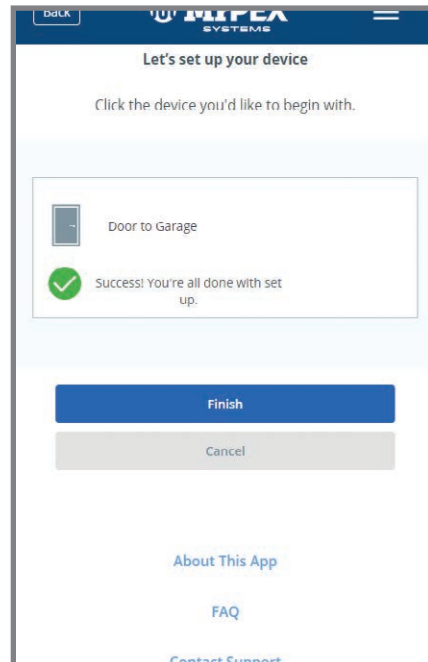 Back
MIPEX
SYSTEMS
Let's set up your device
Click the device you'd like to begin with.
Door to Garage
Success! You're all done with set
up.
Finish
Cancel
About This App
FAQ
Contact Support